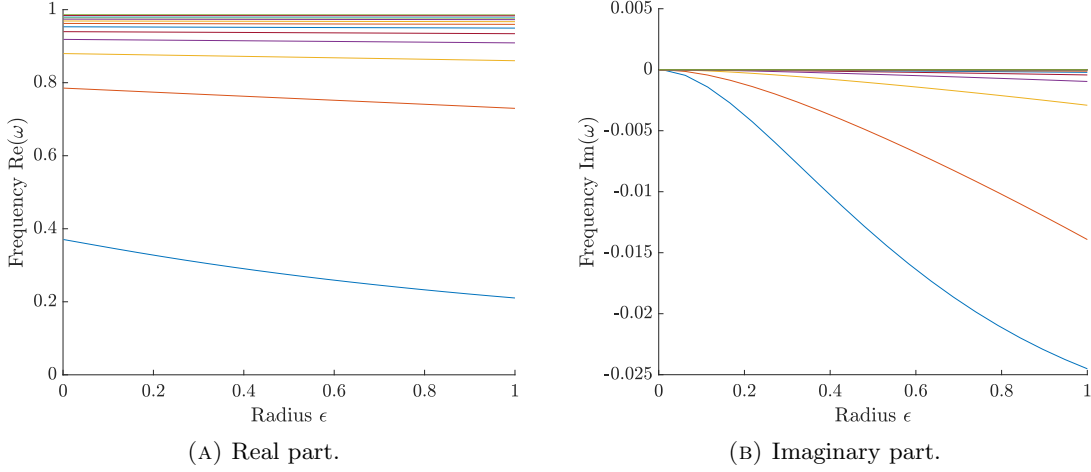 1
0.8
0.6
0.4
0.2
0
Frequency Re(ω)
0 0.2 0.4 0.6 0.8 1
Radius ϵ
(A) Real part.
0.005
0
-0.005
-0.01
-0.015
-0.02
-0.025
Frequency Im(ω)
0 0.2 0.4 0.6 0.8 1
Radius ϵ
(B) Imaginary part.